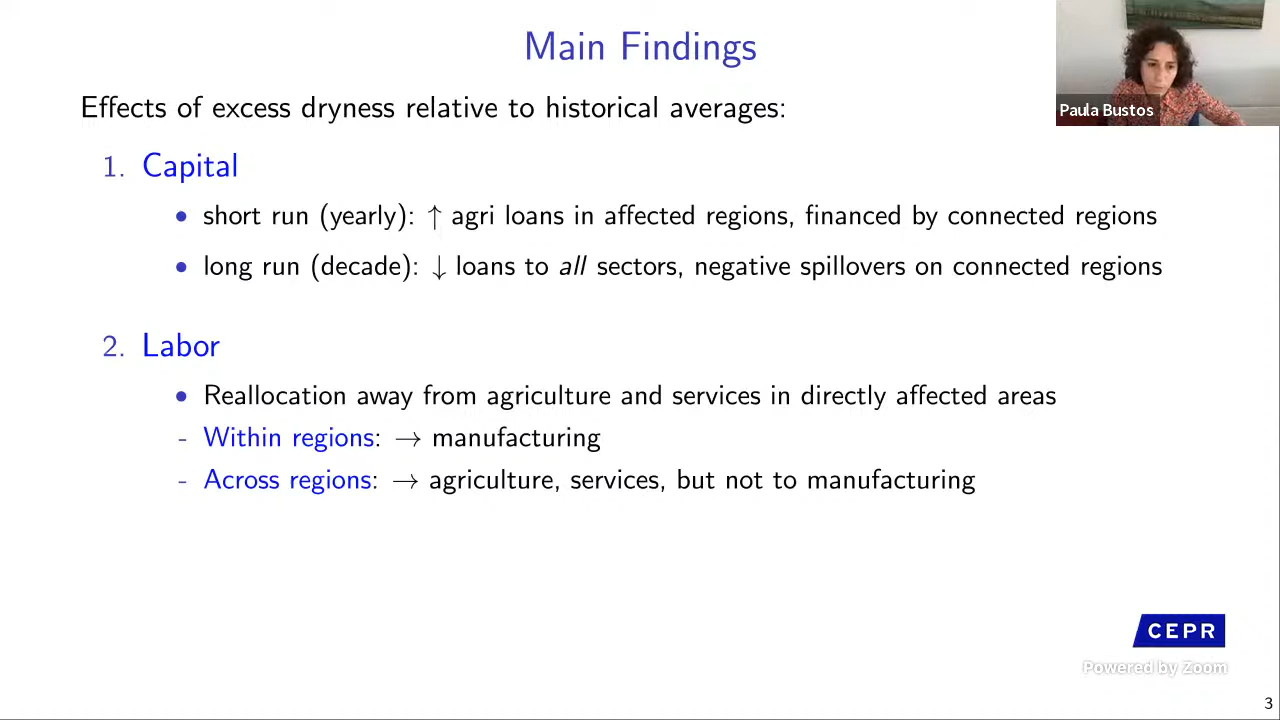 Main Findings
Paula Bustos
Effects of excess dryness relative to historical averages:
1. Capital
• short run (yearly): ↑ agri loans in affected regions, financed by connected regions
• long run (decade): ↓ loans to all sectors, negative spillovers on connected regions
2. Labor
• Reallocation away from agriculture and services in directly affected areas
- Within regions: → manufacturing
- Across regions: → agriculture, services, but not to manufacturing
CEPR
Powered by Zoom
3